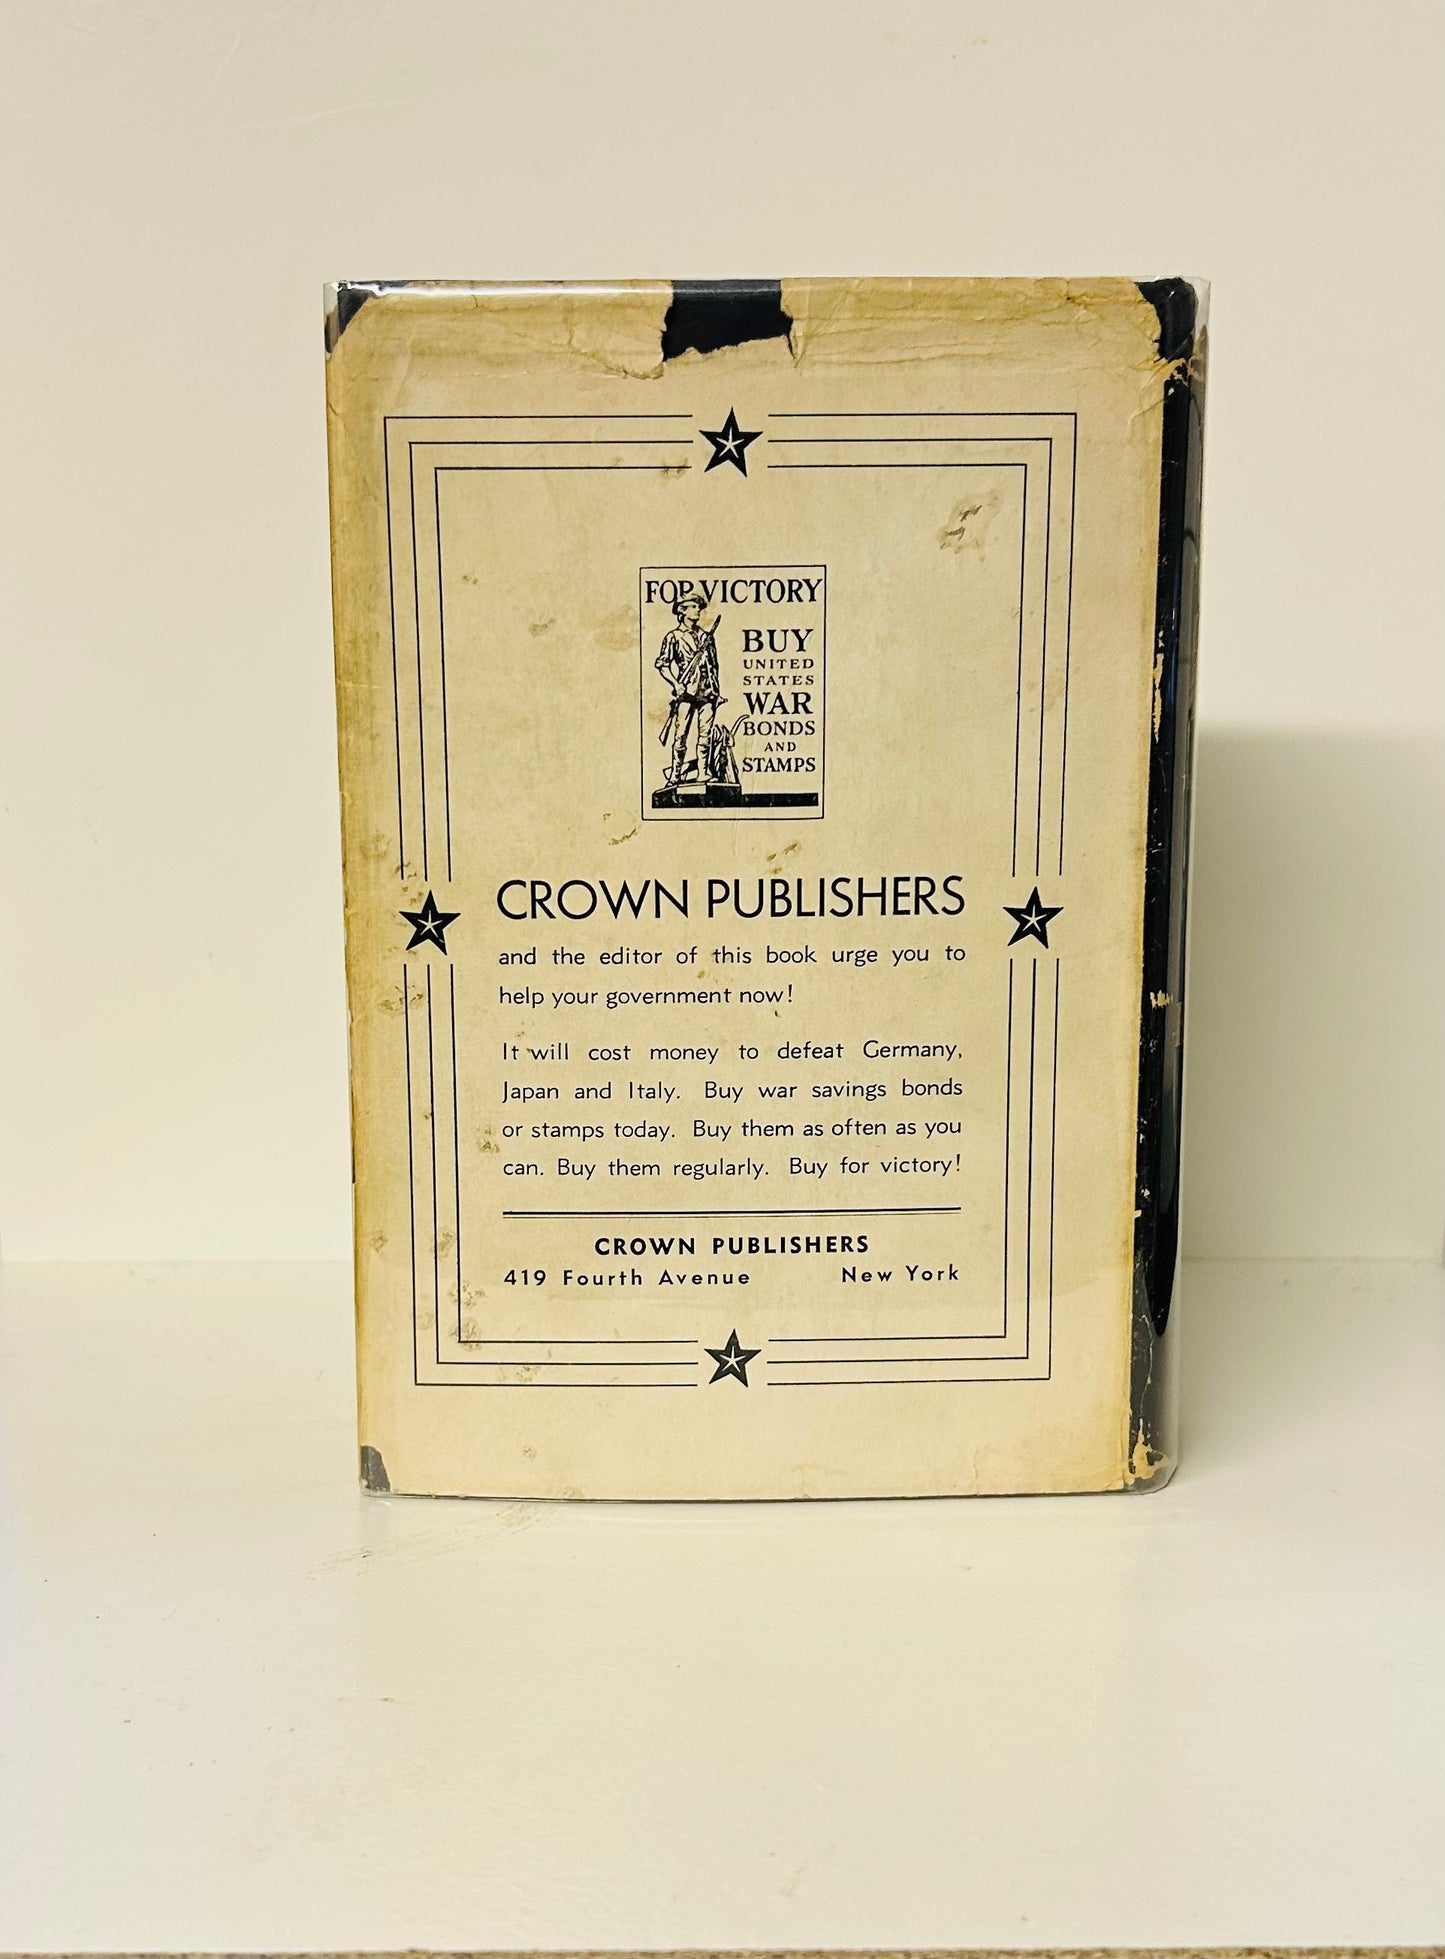 FOR VICTORY
BUY
UNITED
STATES
WAR
BONDS
AND
STAMPS
CROWN PUBLISHERS
and the editor of this book urge you to
help your government now!
It will cost money to defeat Germany,
Japan and Italy. Buy war savings bonds
or stamps today. Buy them as often as you
can. Buy them regularly. Buy for victory!
CROWN PUBLISHERS
419 Fourth Avenue New York